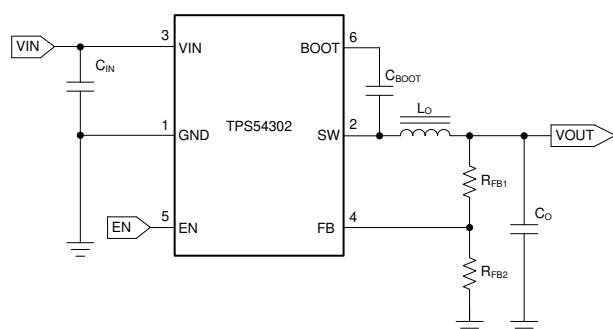 VIN
3
VIN
C_IN
1
GND
EN
5
EN
TPS54302
BOOT
6
C_BOOT
L_O
SW
2
VOUT
R_FB1
FB
4
C_O
R_FB2